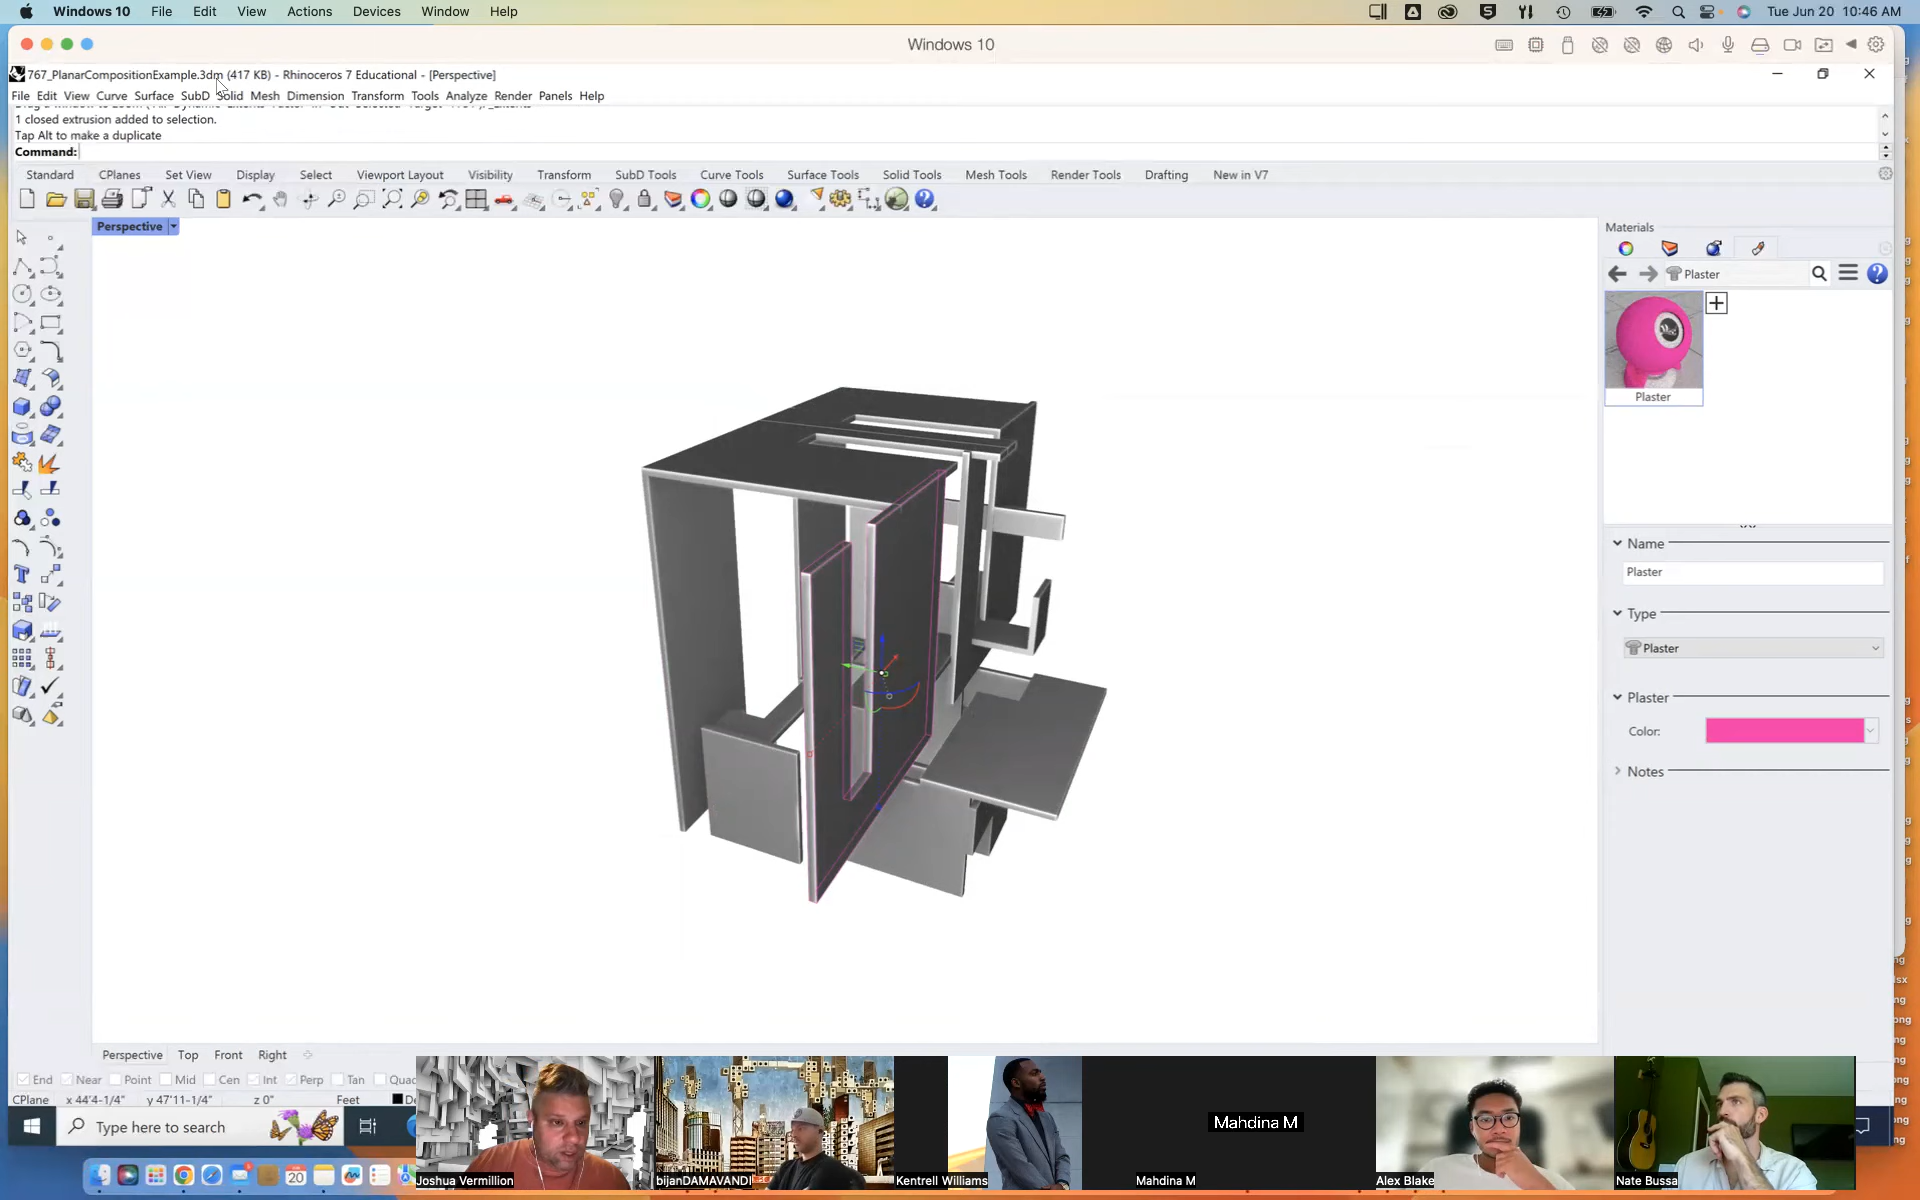 Windows 10 File Edit View Actions Devices Window Help
Tue Jun 20 10:46 AM
Windows 10
767_PlanarCompositionExample.3dm (417 KB) - Rhinoceros 7 Educational - [Perspective]
File Edit View Curve Surface SubD Solid Mesh Dimension Transform Tools Analyze Render Panels Help
1 closed extrusion added to selection.
Tap Alt to make a duplicate
Command:
Standard CPlanes Set View Display Select Viewport Layout Visibility Transform SubD Tools Curve Tools Surface Tools Solid Tools Mesh Tools Render Tools Drafting New in V7
Perspective
Materials
Plaster
Plaster
Name
Plaster
Type
Plaster
Plaster
Color:
Notes
Perspective Top Front Right
End Near Point Mid Cen Int Perp Tan Quad
CPlane x 44'4-1/4" y 47'11-1/4" z 0" Feet
Type here to search
Mahdina M
Joshua Vermillion
bijanDAMAVANDI
Kentrell Williams
Mahdina M
Alex Blake
Nate Bussa